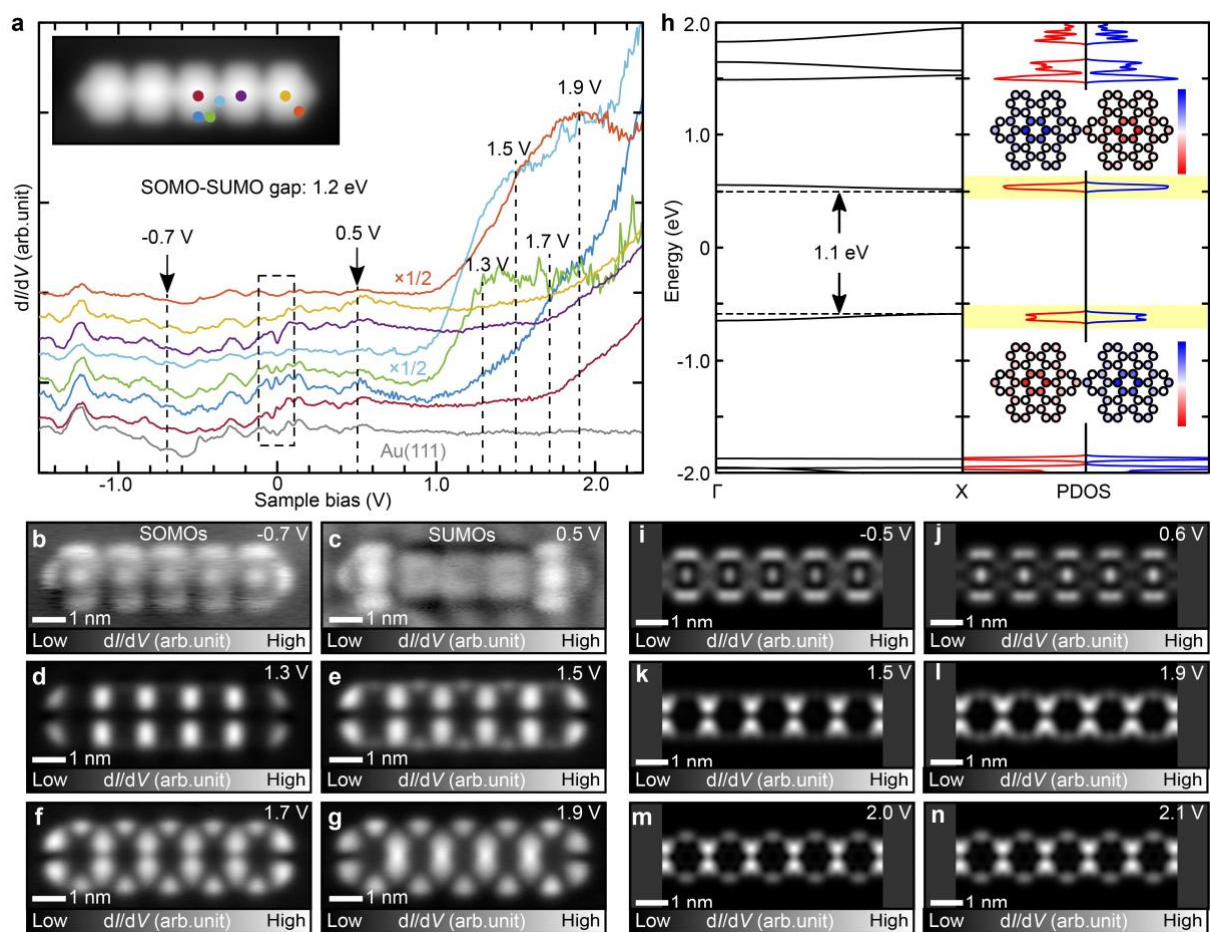 a
dI/dV (arb.unit)
SOMO-SUMO gap: 1.2 eV
-0.7 V
0.5 V
1.9 V
1.5 V
1.7 V
1.3 V
×1/2
×1/2
Au(111)
-1.0 0 1.0 2.0
Sample bias (V)
h
Energy (eV)
2.0
1.0
0
-1.0
-2.0
1.1 eV
Γ X PDOS
b SOMOs -0.7 V
1 nm
Low dI/dV (arb.unit) High
c SUMOs 0.5 V
1 nm
Low dI/dV (arb.unit) High
i -0.5 V
1 nm
Low dI/dV (arb.unit) High
j 0.6 V
1 nm
Low dI/dV (arb.unit) High
d 1.3 V
1 nm
Low dI/dV (arb.unit) High
e 1.5 V
1 nm
Low dI/dV (arb.unit) High
k 1.5 V
1 nm
Low dI/dV (arb.unit) High
l 1.9 V
1 nm
Low dI/dV (arb.unit) High
f 1.7 V
1 nm
Low dI/dV (arb.unit) High
g 1.9 V
1 nm
Low dI/dV (arb.unit) High
m 2.0 V
1 nm
Low dI/dV (arb.unit) High
n 2.1 V
1 nm
Low dI/dV (arb.unit) High